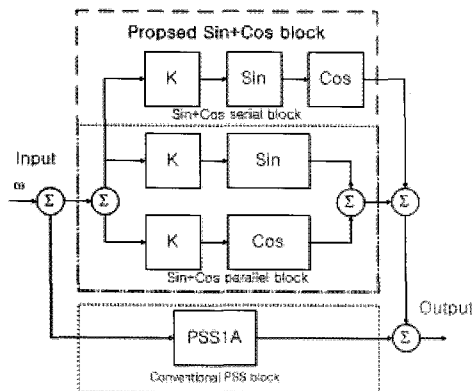 Propsed Sin+Cos block
K Sin Cos
Sin+Cos serial block
K Sin
Input
ω
Σ Σ Σ Σ
K Cos
Sin+Cos parallel block
Output
PSS1A Σ
Conventional PSS block